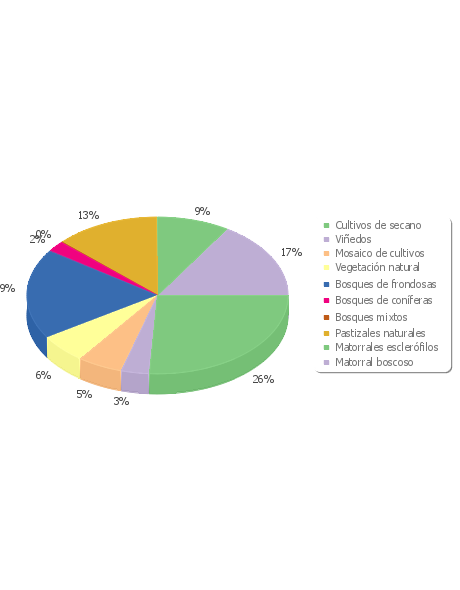 13%
9%
0%
2%
17%
9%
6%
5%
3%
26%
Cultivos de secano
Viñedos
Mosaico de cultivos
Vegetación natural
Bosques de frondosas
Bosques de coníferas
Bosques mixtos
Pastizales naturales
Matorrales esclerófilos
Matorral boscoso